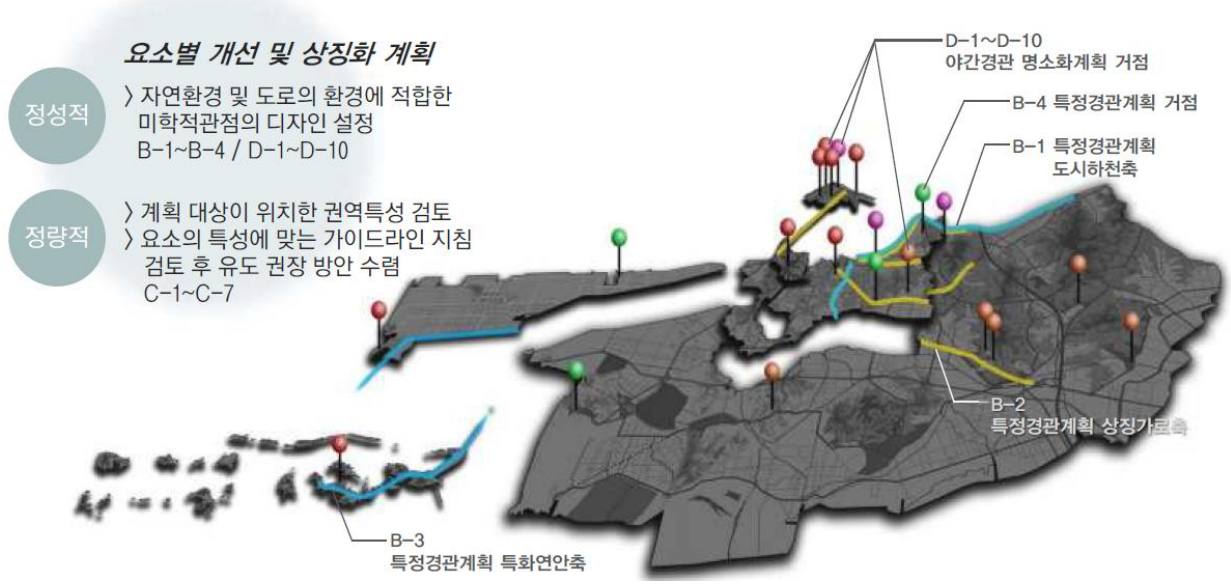 요소별 개선 및 상징화 계획
정성적
〉자연환경 및 도로의 환경에 적합한
미학적관점의 디자인 설정
B-1~B-4 / D-1~D-10
정량적
〉계획 대상이 위치한 권역특성 검토
〉요소의 특성에 맞는 가이드라인 지침
검토 후 유도 권장 방안 수렴
C-1~C-7
D-1~D-10
야간경관 명소화계획 거점
B-4 특정경관계획 거점
B-1 특정경관계획
도시하천축
B-2
특정경관계획 상징가로축
B-3
특정경관계획 특화연안축